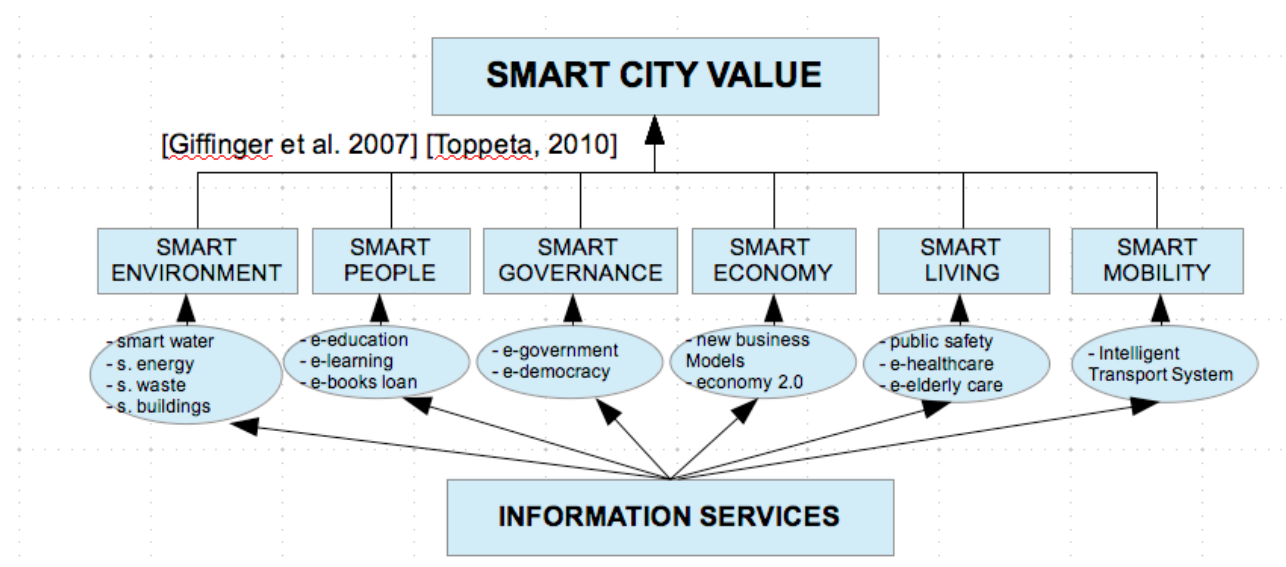 SMART CITY VALUE
[Giffinger et al. 2007] [Toppeta, 2010]
SMART
ENVIRONMENT
SMART
PEOPLE
SMART
GOVERNANCE
SMART
ECONOMY
SMART
LIVING
SMART
MOBILITY
- smart water
- s. energy
- s. waste
- s. buildings
- e-education
- e-learning
- e-books loan
- e-government
- e-democracy
- new business
Models
- economy 2.0
- public safety
- e-healthcare
- e-elderly care
- Intelligent
Transport System
INFORMATION SERVICES